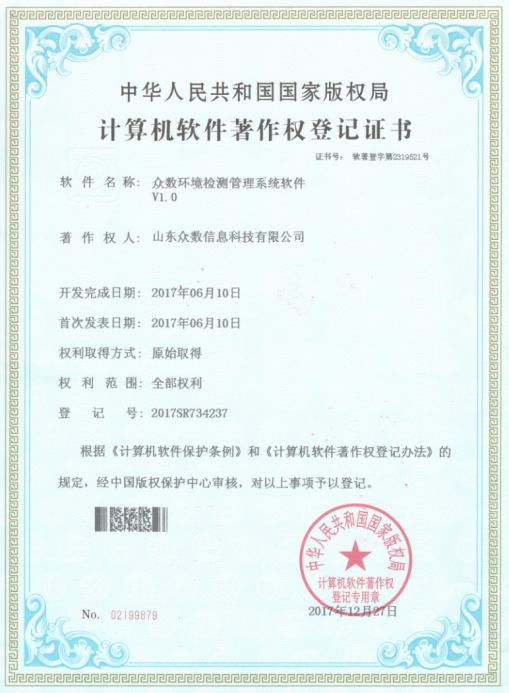 中华人民共和国国家版权局
计算机软件著作权登记证书
证书号： 软著登字第2319521号
软件名称： 众数环境检测管理系统软件
V1.0
著作权人： 山东众数信息科技有限公司
开发完成日期： 2017年06月10日
首次发表日期： 2017年06月10日
权利取得方式： 原始取得
权利范围： 全部权利
登记号： 2017SR734237
根据《计算机软件保护条例》和《计算机软件著作权登记办法》的
规定，经中国版权保护中心审核，对以上事项予以登记。
中华人民共和国国家版权局
计算机软件著作权
登记专用章
2017年12月27日
No. 02199879